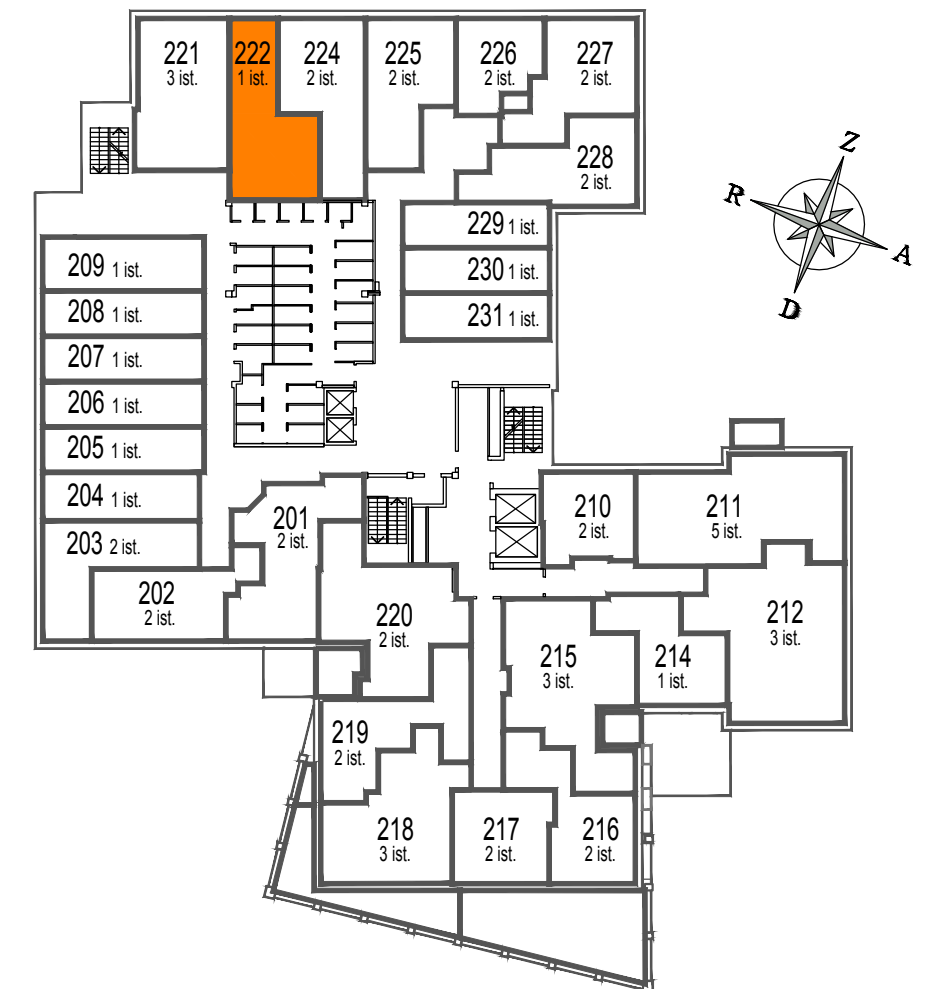 221
3 ist.
222
1 ist.
224
2 ist.
225
2 ist.
226
2 ist.
227
2 ist.
228
2 ist.
Z
R
A
D
229 1 ist.
230 1 ist.
231 1 ist.
209 1 ist.
208 1 ist.
207 1 ist.
206 1 ist.
205 1 ist.
204 1 ist.
203 2 ist.
201
2 ist.
202
2 ist.
210
2 ist.
211
5 ist.
212
3 ist.
220
2 ist.
215
3 ist.
214
1 ist.
219
2 ist.
218
3 ist.
217
2 ist.
216
2 ist.